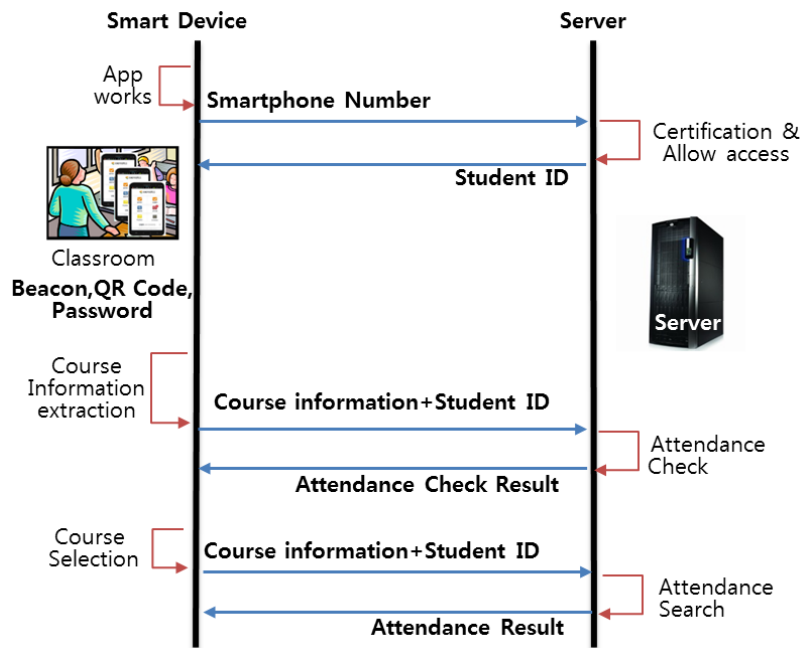 Smart Device
Server
App
works
Smartphone Number
Certification &
Allow access
Student ID
Classroom
Beacon,QR Code,
Password
Server
Course
Information
extraction
Course information+Student ID
Attendance
Check
Attendance Check Result
Course
Selection
Course information+Student ID
Attendance
Search
Attendance Result